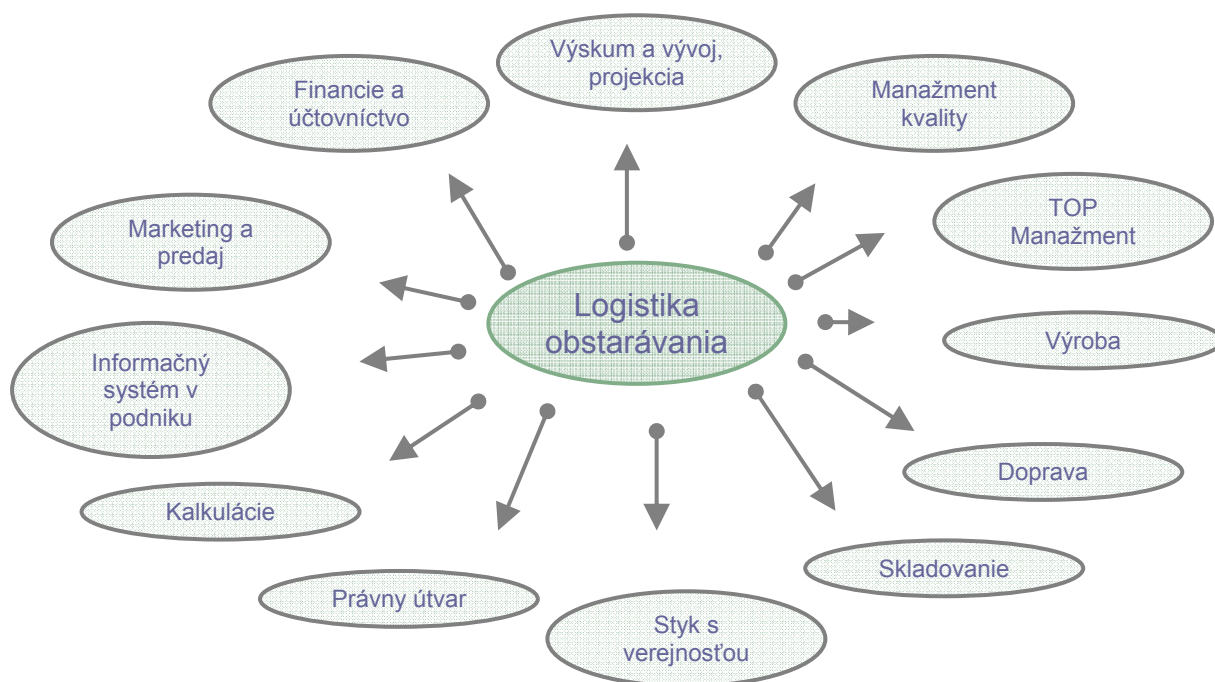 Výskum a vývoj,
projekcia
Financie a
účtovníctvo
Manažment
kvality
Marketing a
predaj
TOP
Manažment
Logistika
obstarávania
Výroba
Informačný
systém v
podniku
Doprava
Kalkulácie
Skladovanie
Právny útvar
Styk s
verejnosťou